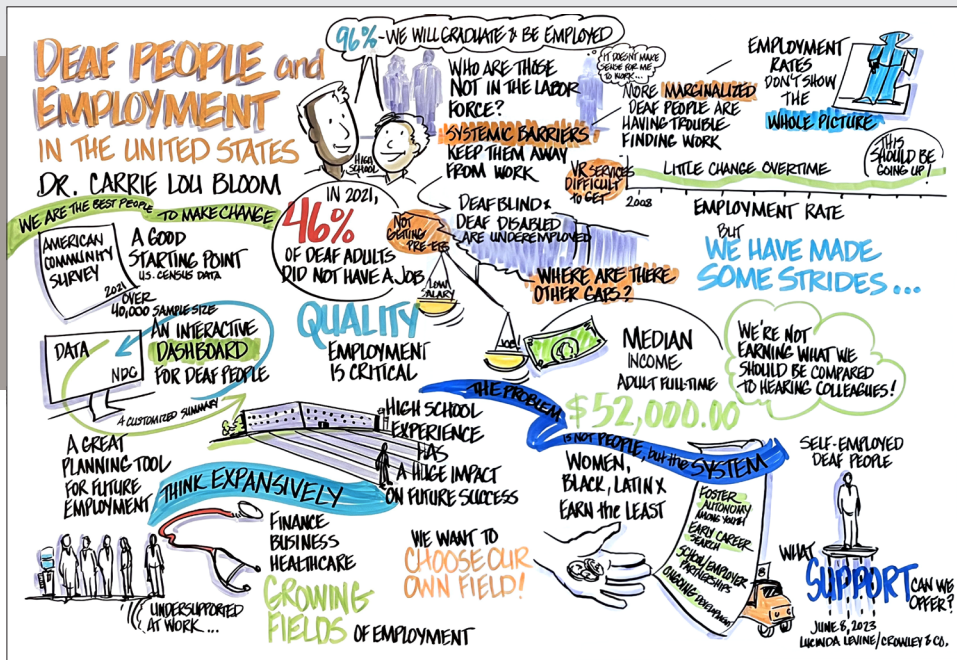 DEAF PEOPLE and
EMPLOYMENT
IN THE UNITED STATES
DR. CARRIE LOU BLOOM
96% - WE WILL GRADUATE & BE EMPLOYED
HIGH
SCHOOL
WHO ARE THOSE
NOT IN THE LABOR
FORCE?
SYSTEMIC BARRIERS
KEEP THEM AWAY
FROM WORK
IT DOESN'T MAKE
SENSE FOR ME
TO WORK...
MORE MARGINALIZED
DEAF PEOPLE ARE
HAVING TROUBLE
FINDING WORK
EMPLOYMENT
RATES
DON'T SHOW
THE
WHOLE PICTURE
VR SERVICES
DIFFICULT
TO GET
LITTLE CHANGE OVERTIME
THIS
SHOULD BE
GOING UP!
2008
EMPLOYMENT RATE
BUT
WE HAVE MADE
SOME STRIDES...
WE ARE THE BEST PEOPLE TO MAKE CHANGE
AMERICAN
COMMUNITY
SURVEY
2021
A GOOD
STARTING POINT
U.S. CENSUS DATA
OVER
40,000 SAMPLE SIZE
IN 2021,
46%
OF DEAF ADULTS
DID NOT HAVE A JOB
NOT
GETTING
PRE-ETS
DEAFBLIND &
DEAF DISABLED
ARE UNDEREMPLOYED
WHERE ARE THERE
OTHER GAPS?
LOW
SALARY
JOB
QUALITY
EMPLOYMENT
IS CRITICAL
DATA
NDC
AN INTERACTIVE
DASHBOARD
FOR DEAF PEOPLE
A CUSTOMIZED SUMMARY
A GREAT
PLANNING TOOL
FOR FUTURE
EMPLOYMENT
MEDIAN
INCOME
ADULT FULL-TIME
$52,000.00
WE'RE NOT
EARNING WHAT WE
SHOULD BE COMPARED
TO HEARING COLLEAGUES!
HIGH SCHOOL
EXPERIENCE
HAS
A HUGE IMPACT
ON FUTURE SUCCESS
THE PROBLEM
IS NOT PEOPLE, but the SYSTEM
WOMEN,
BLACK, LATINX
EARN the LEAST
FOSTER
AUTONOMY
AMONG YOUTH
EARLY CAREER
SEARCH
SCHOOL/EMPLOYER
PARTNERSHIPS
ONGOING DEVELOPMENT
SELF-EMPLOYED
DEAF PEOPLE
WHAT
SUPPORT CAN WE
OFFER?
THINK EXPANSIVELY
UNDERSUPPORTED
AT WORK...
FINANCE
BUSINESS
HEALTHCARE
GROWING
FIELDS OF EMPLOYMENT
WE WANT TO
CHOOSE OUR
OWN FIELD!
JUNE 8, 2023
LUCINDA LEVINE/CROWLEY & CO.